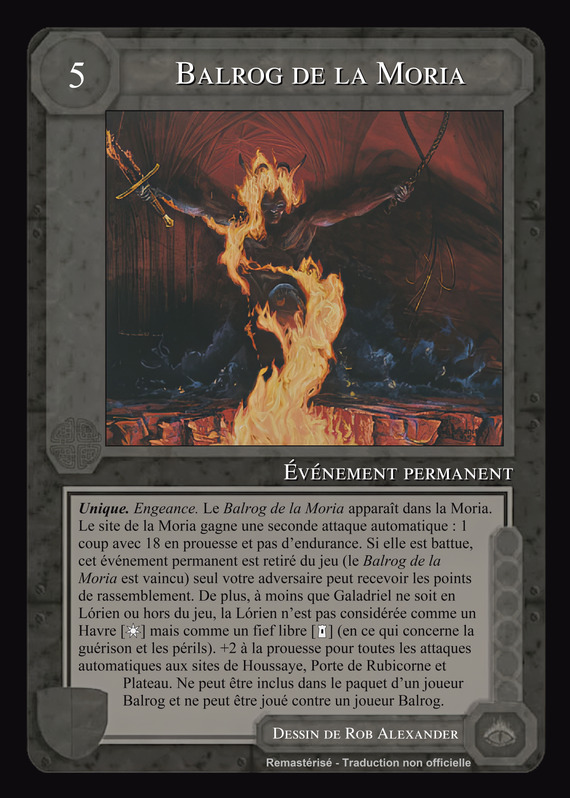 5
BALROG DE LA MORIA
ÉVÉNEMENT PERMANENT
Unique. Engeance. Le Balrog de la Moria apparaît dans la Moria.
Le site de la Moria gagne une seconde attaque automatique : 1
coup avec 18 en prouesse et pas d'endurance. Si elle est battue,
cet événement permanent est retiré du jeu (le Balrog de la
Moria est vaincu) seul votre adversaire peut recevoir les points
de rassemblement. De plus, à moins que Galadriel ne soit en
Lórien ou hors du jeu, la Lórien n'est pas considérée comme un
Havre [ ] mais comme un fief libre [ ] (en ce qui concerne la
guérison et les périls). +2 à la prouesse pour toutes les attaques
automatiques aux sites de Houssaye, Porte de Rubicorne et
Plateau. Ne peut être inclus dans le paquet d'un joueur
Balrog et ne peut être joué contre un joueur Balrog.
DESSIN DE ROB ALEXANDER
Remastérisé - Traduction non officielle